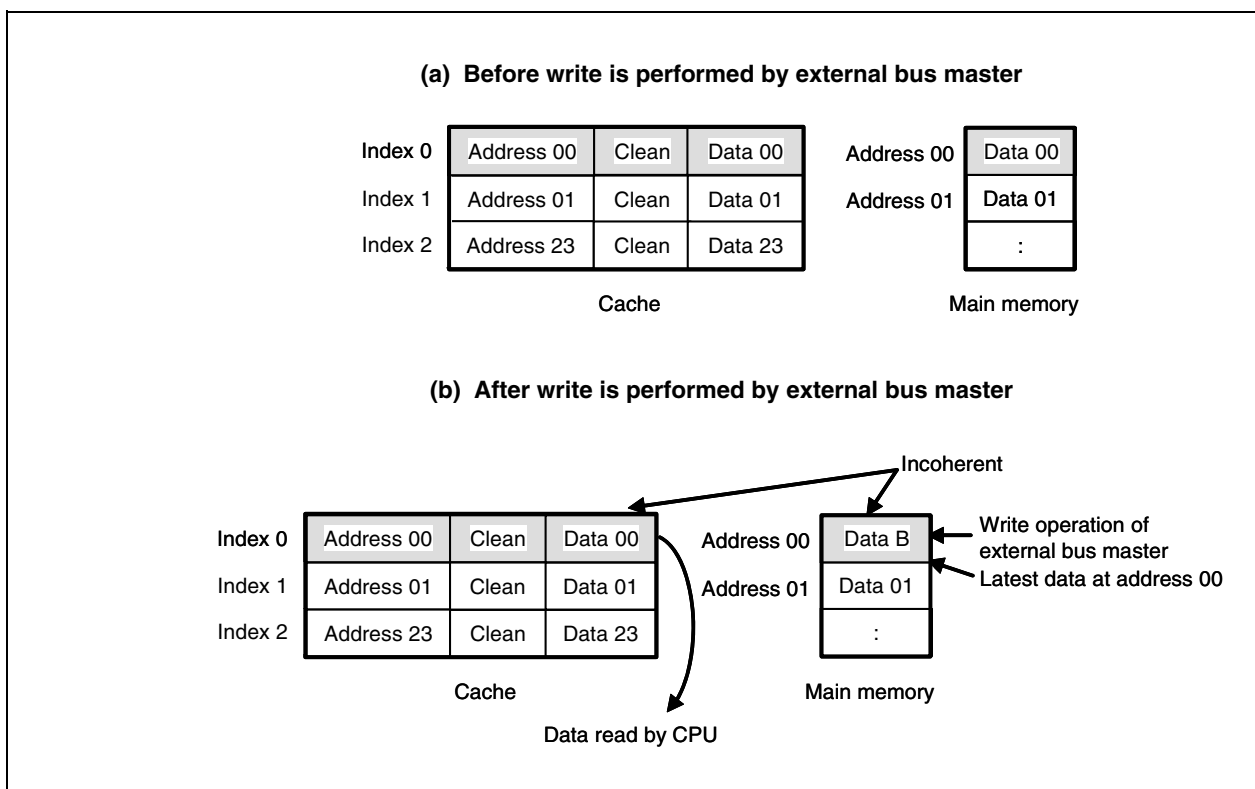 (a) Before write is performed by external bus master
Index 0 Address 00 Clean Data 00 Address 00 Data 00
Index 1 Address 01 Clean Data 01 Address 01 Data 01
Index 2 Address 23 Clean Data 23 :
Cache Main memory
(b) After write is performed by external bus master
Incoherent
Index 0 Address 00 Clean Data 00 Address 00 Data B Write operation of
external bus master
Latest data at address 00
Index 1 Address 01 Clean Data 01 Address 01 Data 01
Index 2 Address 23 Clean Data 23 :
Cache Main memory
Data read by CPU